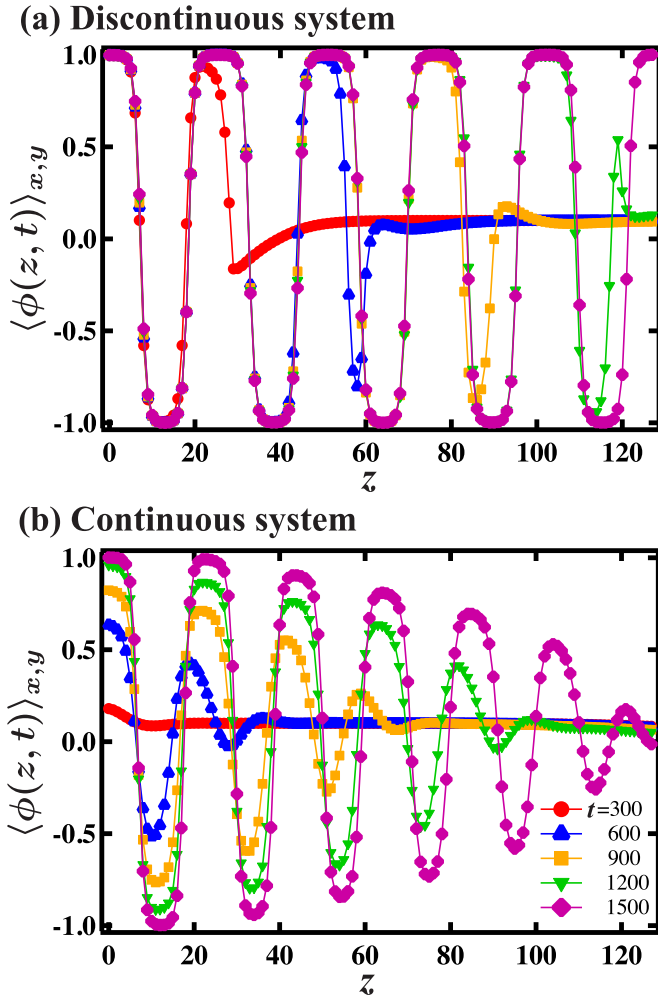 (a) Discontinuous system
⟨ϕ(z, t)⟩x,y
1.0
0.5
0.0
-0.5
-1.0
0 20 40 60 80 100 120
z
(b) Continuous system
⟨ϕ(z, t)⟩x,y
1.0
0.5
0.0
-0.5
-1.0
t=300
600
900
1200
1500
0 20 40 60 80 100 120
z